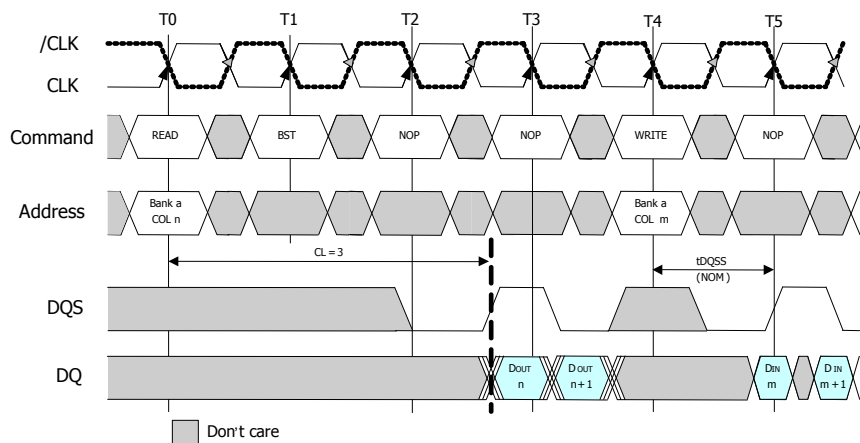 T0 T1 T2 T3 T4 T5
/CLK
CLK
Command READ BST NOP NOP WRITE NOP
Address Bank a COL n Bank a COL m
CL = 3 tDQSS (NOM)
DQS
DQ DOUT n DOUT n+1 DIN m DIN m+1
Don't care